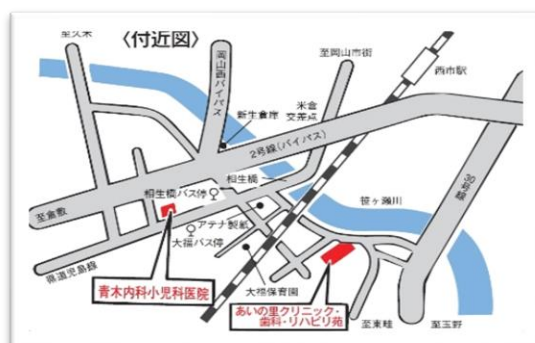 〈付近図〉
至久米
岡山西バイパス
至岡山市街
西市駅
新生倉庫
米倉
交差点
2号線(バイパス)
相生橋
30号線
相生橋バス停
笹ヶ瀬川
至倉敷
アテナ製紙
大福バス停
県道児島線
青木内科小児科医院
大福保育園
あいの里クリニック・
歯科・リハビリ苑
至東畦
至玉野